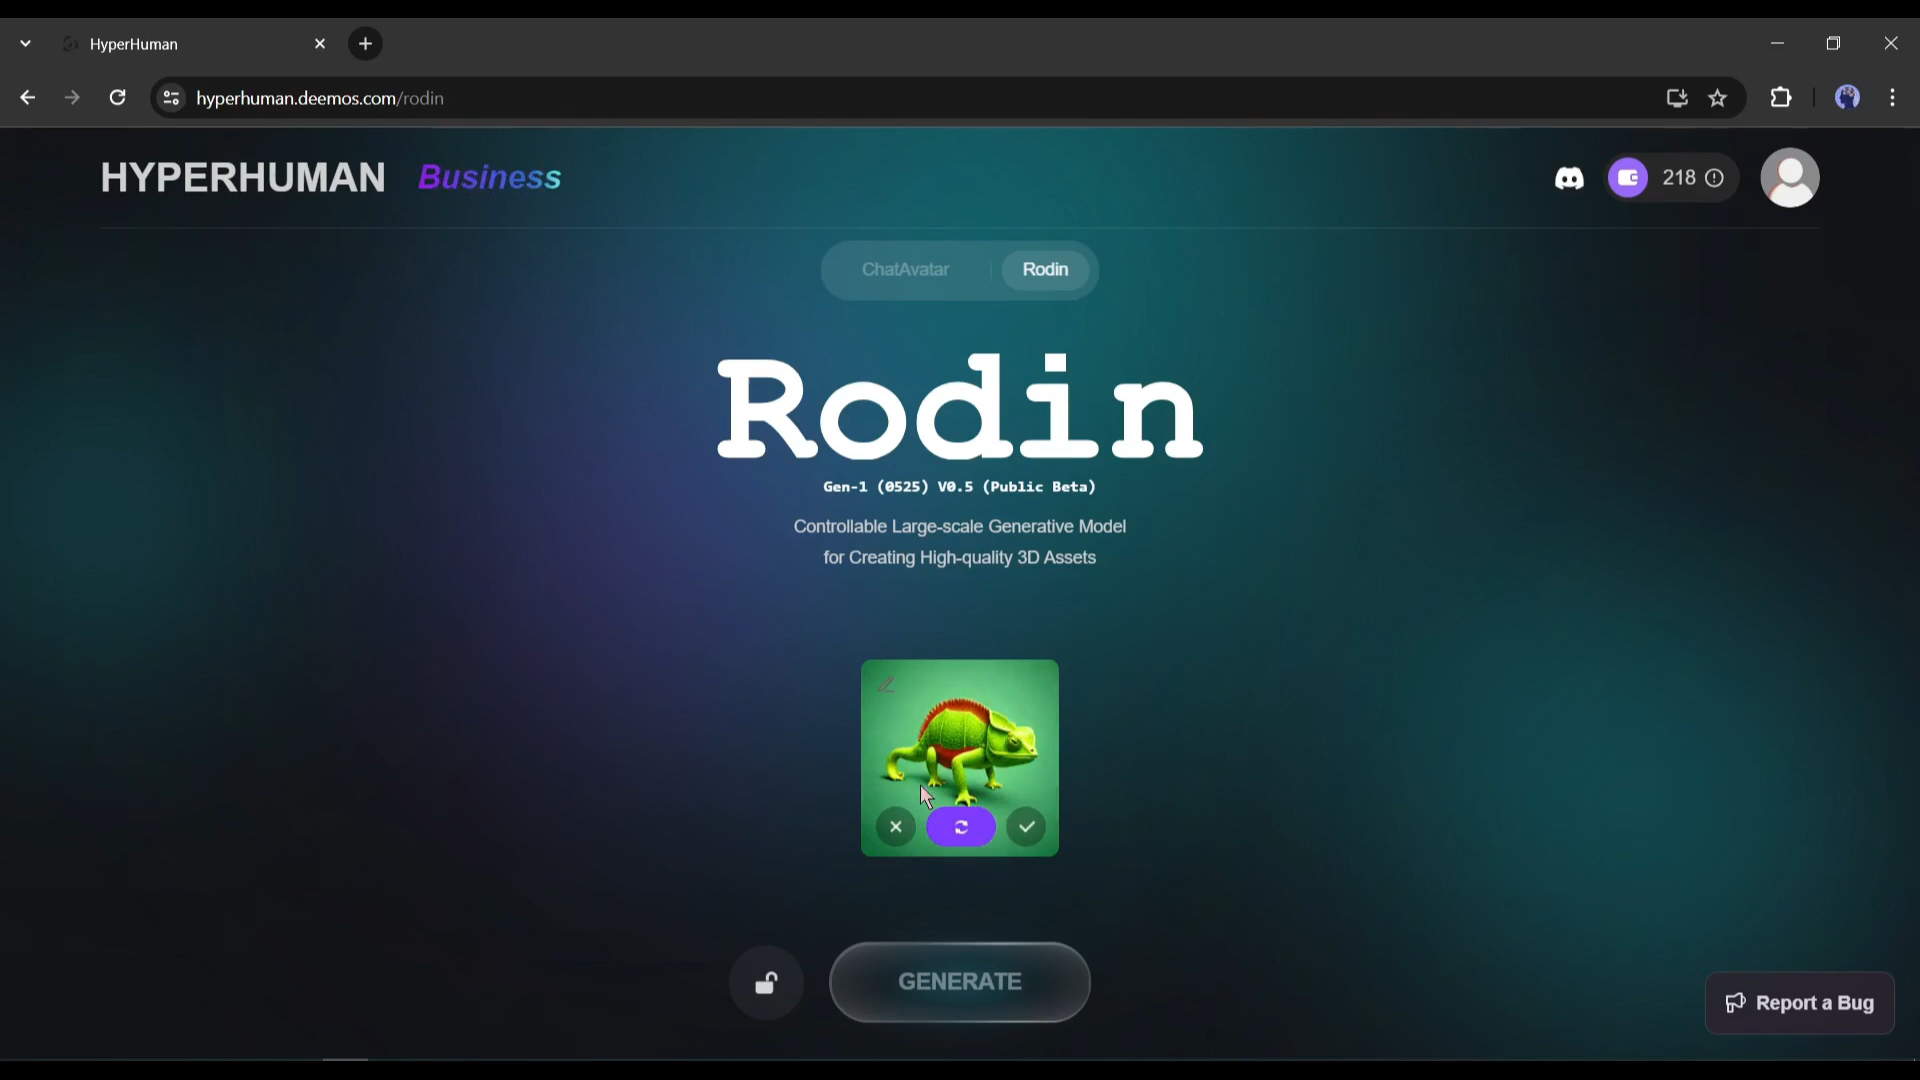 HyperHuman
hyperhuman.deemos.com/rodin
HYPERHUMAN Business
218
ChatAvatar Rodin
Rodin
Gen-1 (0525) V0.5 (Public Beta)
Controllable Large-scale Generative Model
for Creating High-quality 3D Assets
GENERATE
Report a Bug